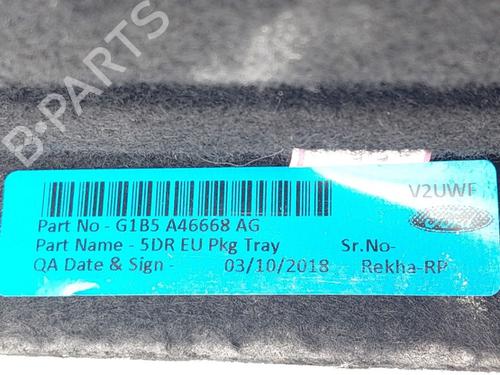 B-PARTS
V2UWF
Ford
Part No - G1B5 A46668 AG
Part Name - 5DR EU Pkg Tray Sr.No-
QA Date & Sign - 03/10/2018 Rekha-RP